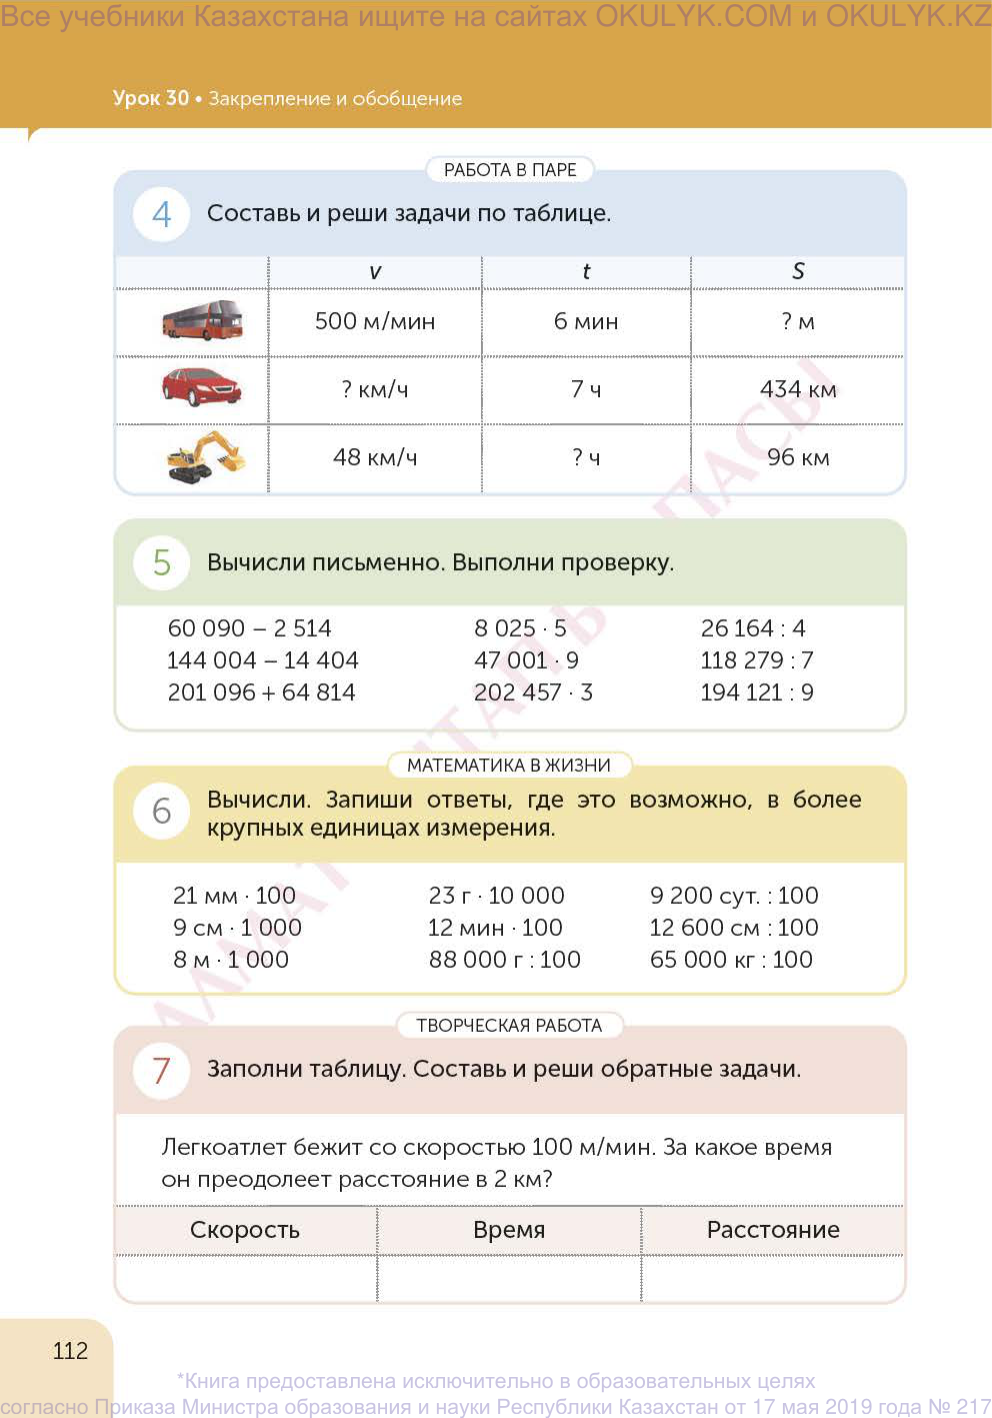 Все учебники Казахстана ищите на сайтах OKULYK.COM и OKULYK.KZ
Урок 30 • Закрепление и обобщение
РАБОТА В ПАРЕ
4 Составь и реши задачи по таблице.
v t S
500 м/мин 6 мин ? м
? км/ч 7 ч 434 км
48 км/ч ? ч 96 км
5 Вычисли письменно. Выполни проверку.
60 090 – 2 514 8 025 · 5 26 164 : 4
144 004 – 14 404 47 001 · 9 118 279 : 7
201 096 + 64 814 202 457 · 3 194 121 : 9
МАТЕМАТИКА В ЖИЗНИ
6 Вычисли. Запиши ответы, где это возможно, в более
крупных единицах измерения.
21 мм · 100 23 г · 10 000 9 200 сут. : 100
9 см · 1 000 12 мин · 100 12 600 см : 100
8 м · 1 000 88 000 г : 100 65 000 кг : 100
ТВОРЧЕСКАЯ РАБОТА
7 Заполни таблицу. Составь и реши обратные задачи.
Легкоатлет бежит со скоростью 100 м/мин. За какое время
он преодолеет расстояние в 2 км?
Скорость Время Расстояние
112
*Книга предоставлена исключительно в образовательных целях
согласно Приказа Министра образования и науки Республики Казахстан от 17 мая 2019 года № 217